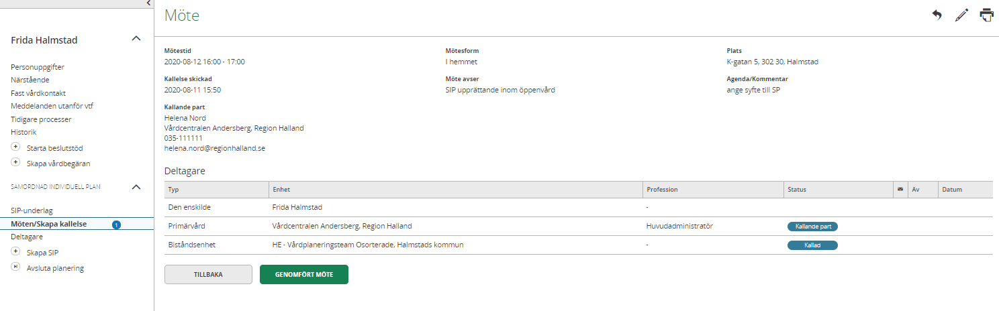 Frida Halmstad
Personuppgifter
Närstående
Fast vårdkontakt
Meddelanden utanför vtf
Tidigare processer
Historik
Starta beslutstöd
Skapa vårdbegäran
SAMORDNAD INDIVIDUELL PLAN
SIP-underlag
Möten/Skapa kallelse 1
Deltagare
Skapa SIP
Avsluta planering
Möte
Mötestid Mötesform Plats
2020-08-12 16:00 - 17:00 I hemmet K-gatan 5, 302 30, Halmstad
Kallelse skickad Möte avser Agenda/Kommentar
2020-08-11 15:50 SIP upprättande inom öppenvård ange syfte till SP
Kallande part
Helena Nord
Vårdcentralen Andersberg, Region Halland
035-111111
helena.nord@regionhalland.se
Deltagare
Typ Enhet Profession Status Av Datum
Den enskilde Frida Halmstad -
Primärvård Vårdcentralen Andersberg, Region Halland Huvudadministratör Kallande part
Biståndsenhet HE - Vårdplaneringsteam Osorterade, Halmstads kommun - Kallad
TILLBAKA GENOMFÖRT MÖTE